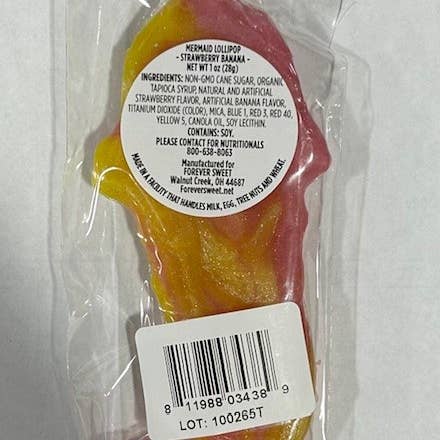 MERMAID LOLLIPOP
- STRAWBERRY BANANA -
NET WT 1 oz (28g)
INGREDIENTS: NON-GMO CANE SUGAR, ORGANIC
TAPIOCA SYRUP, NATURAL AND ARTIFICIAL
STRAWBERRY FLAVOR, ARTIFICIAL BANANA FLAVOR,
TITANIUM DIOXIDE (COLOR), MICA, BLUE 1, RED 3, RED 40,
YELLOW 5, CANOLA OIL, SOY LECITHIN.
CONTAINS: SOY.
PLEASE CONTACT FOR NUTRITIONALS
800-638-8063
Manufactured for
FOREVER SWEET
Walnut Creek, OH 44687
Foreversweet.net
MADE IN A FACILITY THAT HANDLES MILK, EGG, TREE NUTS AND WHEAT.
8 11988 03438 9
LOT: 100265T